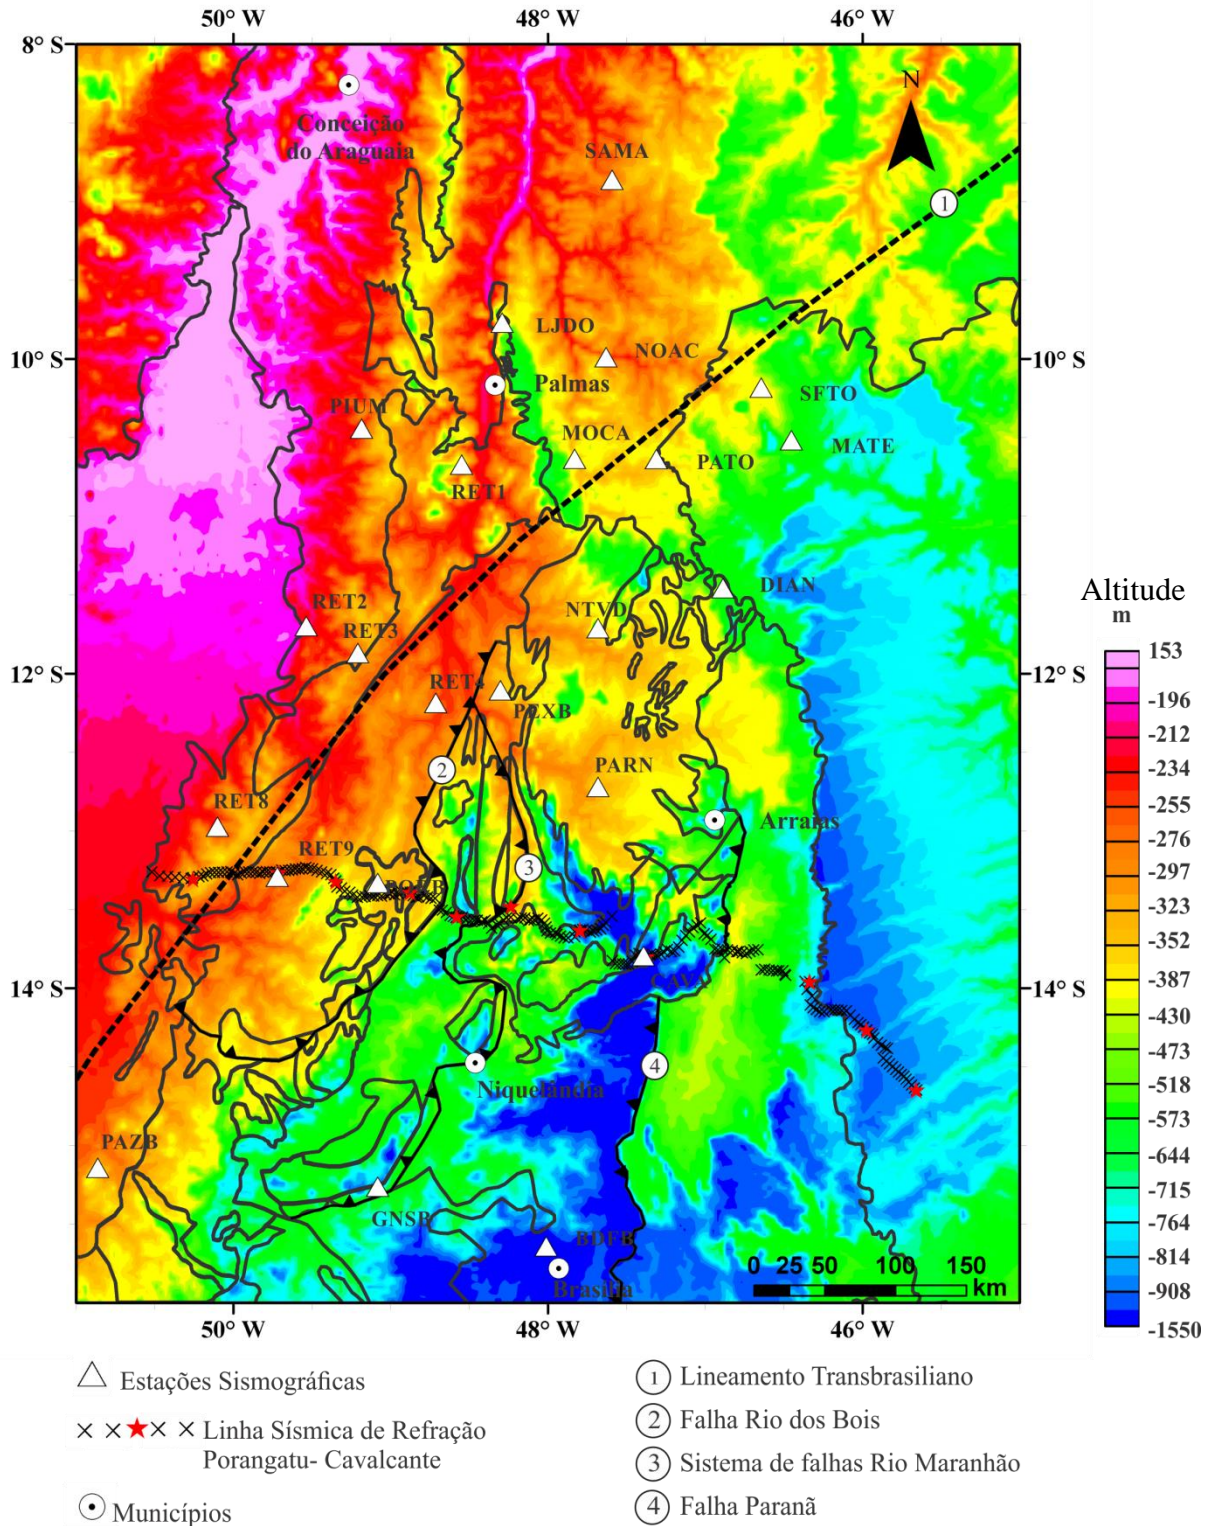 50° W
48° W
46° W
8° S
N
Conceição
do Araguaia
SAMA
1
LJDO
10° S
10° S
NOAC
Palmas
SFTO
PIUM
MOCA
MATE
PATO
RET1
DIAN
Altitude
m
RET2
NTVD
RET3
153
12° S
12° S
RET4
-196
PEXB
-212
2
PARN
-234
RET8
Arraias
-255
RET9
3
-276
-297
-323
-352
14° S
14° S
-387
4
-430
Niquelândia
-473
-518
PAZB
-573
-644
GNSB
-715
BDFB
-764
0 25 50 100 150
-814
Brasília
km
-908
-1550
50° W
48° W
46° W
Estações Sismográficas
Linha Sísmica de Refração
Porangatu- Cavalcante
Municípios
1 Lineamento Transbrasiliano
2 Falha Rio dos Bois
3 Sistema de falhas Rio Maranhão
4 Falha Paranã